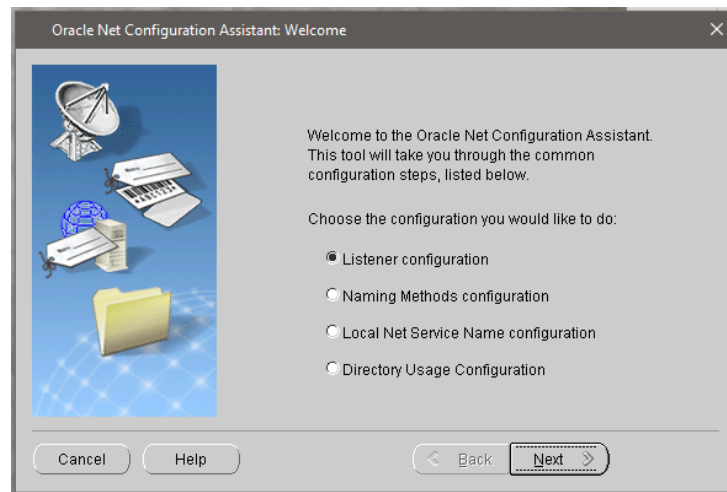 Oracle Net Configuration Assistant: Welcome
Welcome to the Oracle Net Configuration Assistant.
This tool will take you through the common
configuration steps, listed below.
Choose the configuration you would like to do:
Listener configuration
Naming Methods configuration
Local Net Service Name configuration
Directory Usage Configuration
Cancel Help Back Next